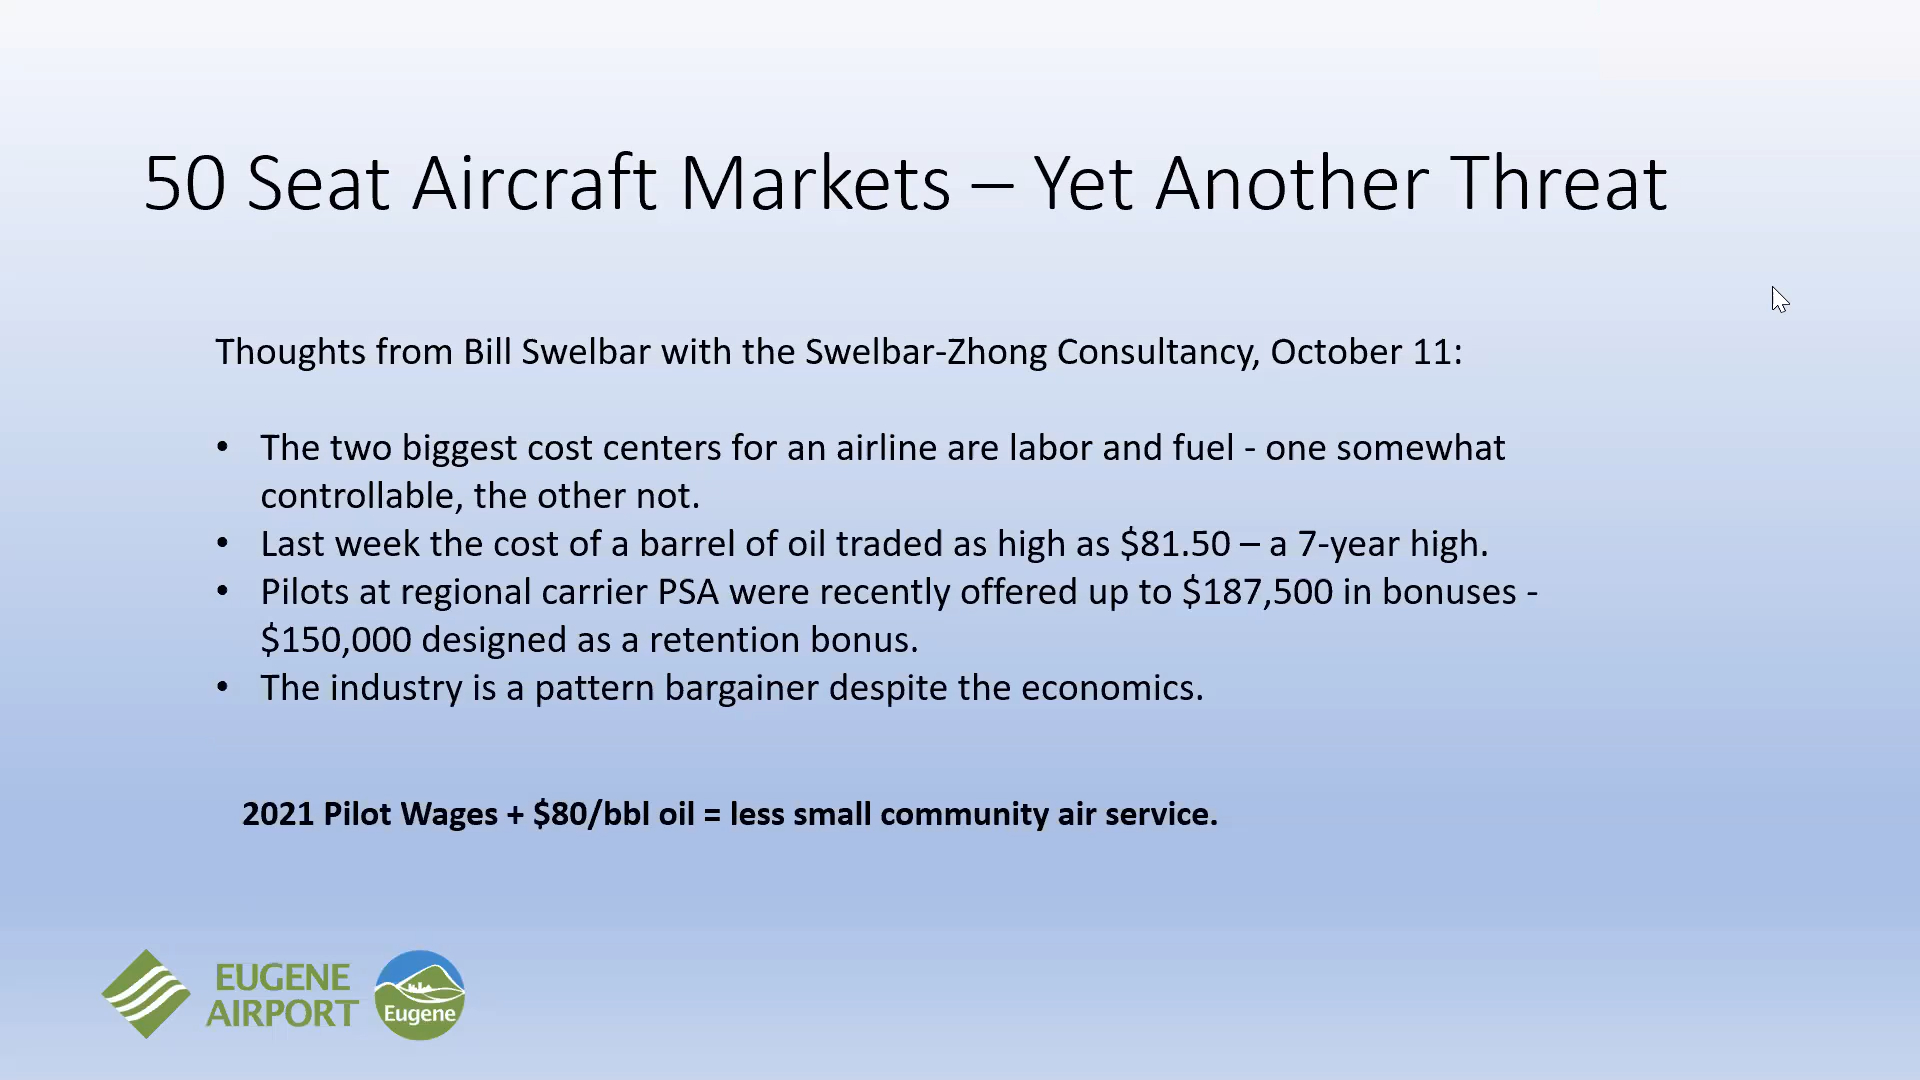 50 Seat Aircraft Markets – Yet Another Threat
Thoughts from Bill Swelbar with the Swelbar-Zhong Consultancy, October 11:
• The two biggest cost centers for an airline are labor and fuel - one somewhat
controllable, the other not.
• Last week the cost of a barrel of oil traded as high as $81.50 – a 7-year high.
• Pilots at regional carrier PSA were recently offered up to $187,500 in bonuses -
$150,000 designed as a retention bonus.
• The industry is a pattern bargainer despite the economics.
2021 Pilot Wages + $80/bbl oil = less small community air service.
EUGENE
AIRPORT
Eugene